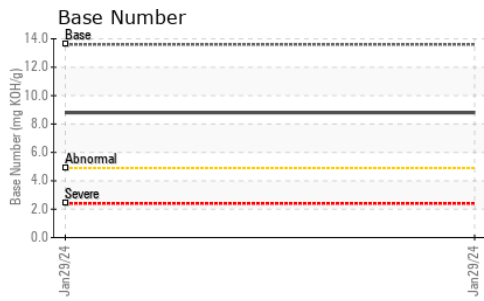 Base Number
Base Number (mg KOH/g)
14.0
12.0
10.0
8.0
6.0
4.0
2.0
0.0
Base
Abnormal
Severe
Jan29/24
Jan29/24